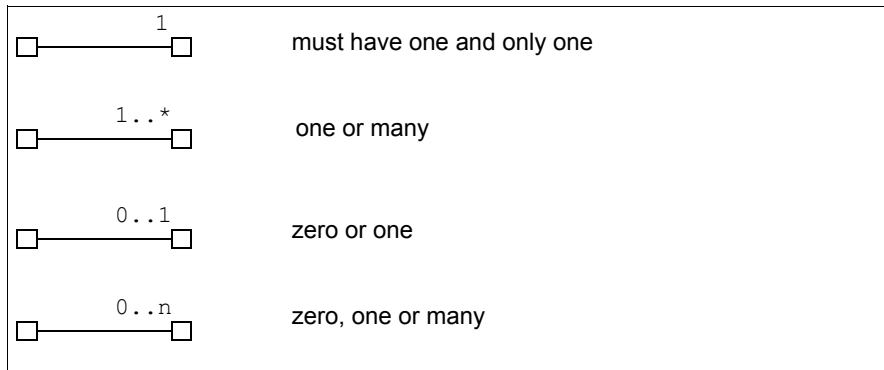 1
must have one and only one
1..*
one or many
0..1
zero or one
0..n
zero, one or many